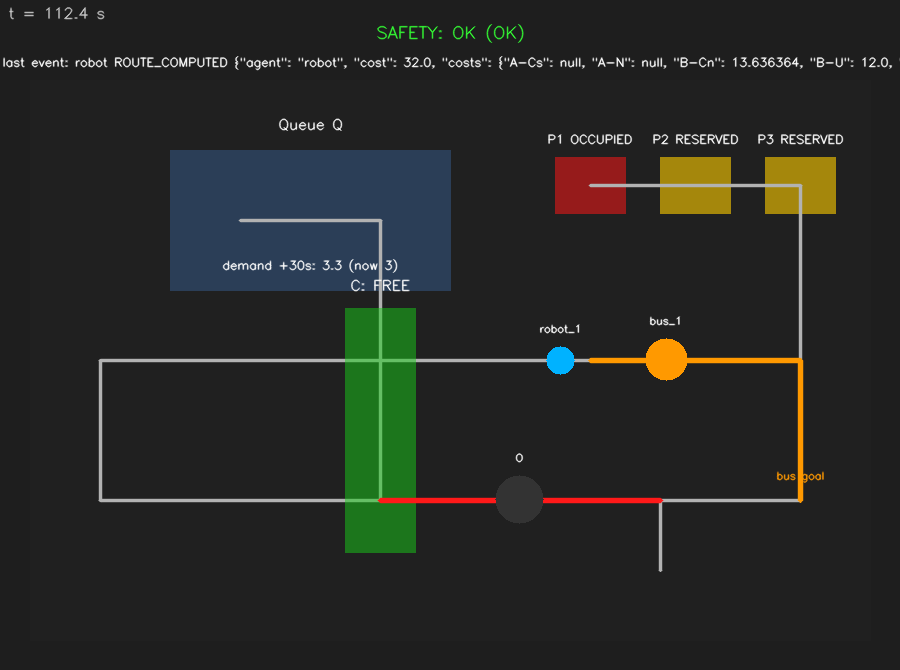 t = 112.4 s
SAFETY: OK (OK)
last event: robot ROUTE_COMPUTED {"agent": "robot", "cost": 32.0, "costs": {"A-Cs": null, "A-N": null, "B-Cn": 13.636364, "B-U": 12.0, "
Queue Q
P1 OCCUPIED P2 RESERVED P3 RESERVED
demand +30s: 3.3 (now 3)
C: FREE
robot_1
bus_1
O
bus goal